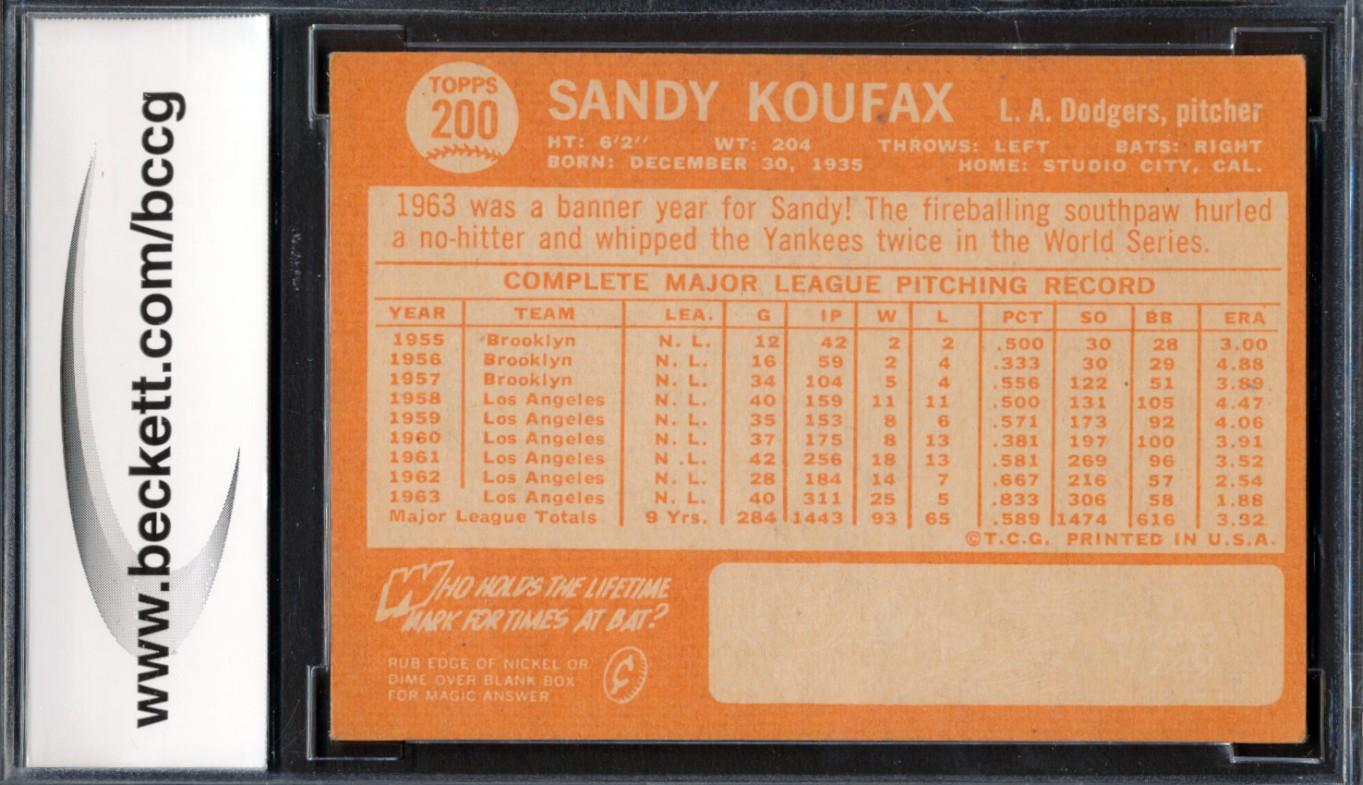 www.beckett.com/bccg
TOPPS
200
SANDY KOUFAX L. A. Dodgers, pitcher
HT: 6'2" WT: 204 THROWS: LEFT BATS: RIGHT
BORN: DECEMBER 30, 1935 HOME: STUDIO CITY, CAL.
1963 was a banner year for Sandy! The fireballing southpaw hurled
a no-hitter and whipped the Yankees twice in the World Series.
COMPLETE MAJOR LEAGUE PITCHING RECORD
YEAR TEAM LEA. G IP W L PCT SO BB ERA
1955 Brooklyn N. L. 12 42 2 2 .500 30 28 3.00
1956 Brooklyn N. L. 16 59 2 4 .333 30 29 4.88
1957 Brooklyn N. L. 34 104 5 4 .556 122 51 3.89
1958 Los Angeles N. L. 40 159 11 11 .500 131 105 4.47
1959 Los Angeles N. L. 35 153 8 6 .571 173 92 4.06
1960 Los Angeles N. L. 37 175 8 13 .381 197 100 3.91
1961 Los Angeles N .L. 42 256 18 13 .581 269 96 3.52
1962 Los Angeles N. L. 28 184 14 7 .667 216 57 2.54
1963 Los Angeles N. L. 40 311 25 5 .833 306 58 1.88
Major League Totals 9 Yrs. 284 1443 93 65 .589 1474 616 3.32
©T.C.G. PRINTED IN U.S.A.
WHO HOLDS THE LIFETIME
MARK FOR TIMES AT BAT?
RUB EDGE OF NICKEL OR
DIME OVER BLANK BOX
FOR MAGIC ANSWER
¢